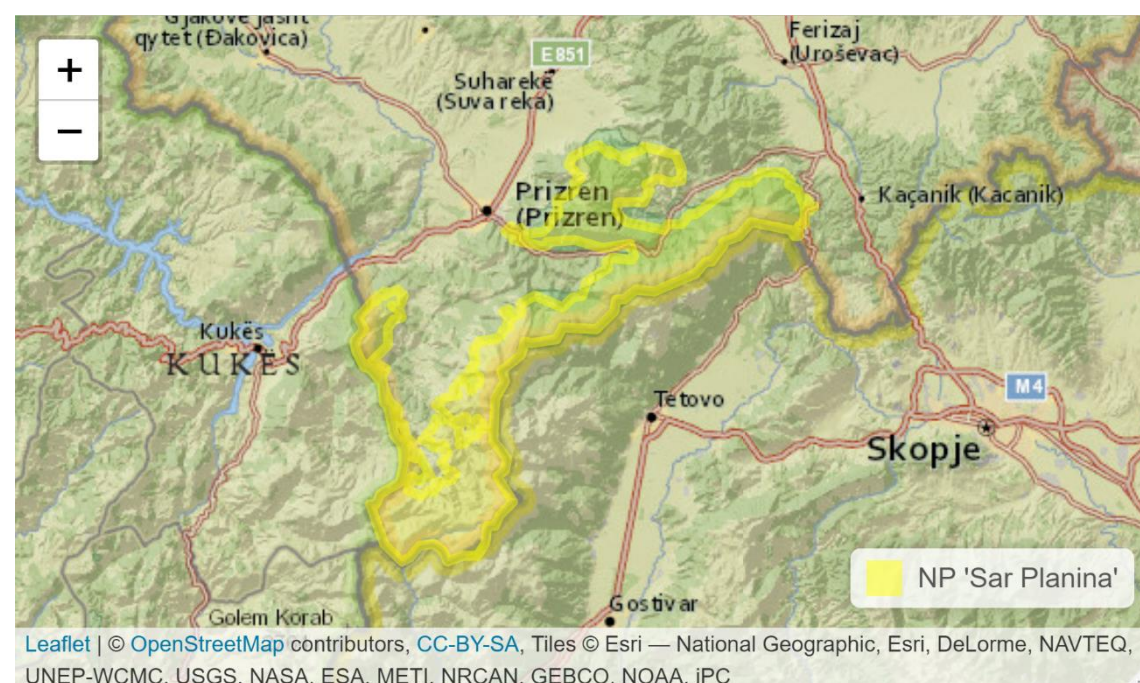 Gjakovë jasht
qytet (Đakovica)
Ferizaj
(Uroševac)
+
E851
Suharekë
(Suva reka)
−
Prizren
(Prizren)
Kaçanik (Kacanik)
Kukës
KUKËS
M4
Tetovo
Skopje
NP 'Sar Planina'
Gostivar
Golem Korab
Leaflet | © OpenStreetMap contributors, CC-BY-SA, Tiles © Esri — National Geographic, Esri, DeLorme, NAVTEQ,
UNEP-WCMC, USGS, NASA, ESA, METI, NRCAN, GEBCO, NOAA, iPC